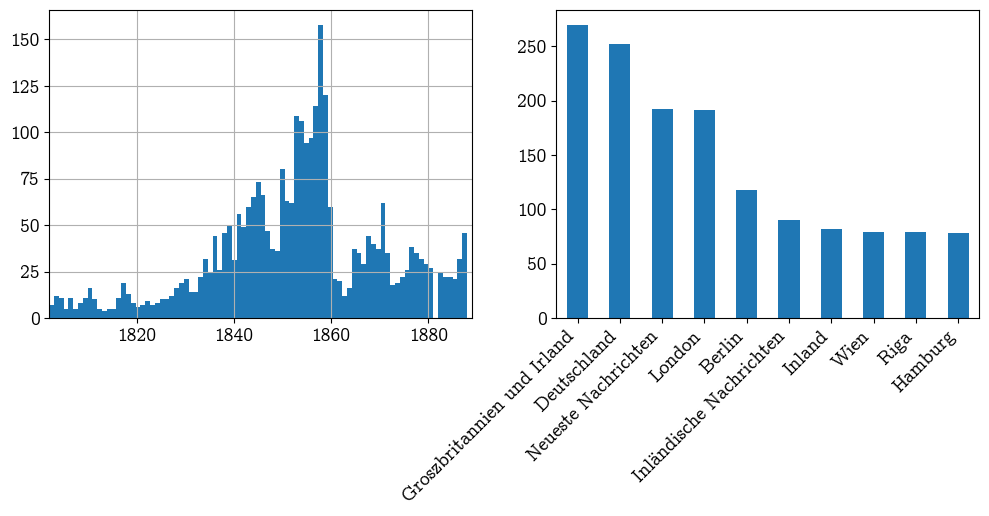 150
125
100
75
50
25
0
1820 1840 1860 1880
250
200
150
100
50
0
Groszbritannien und Irland
Deutschland
Neueste Nachrichten
London
Berlin
Inländische Nachrichten
Inland
Wien
Riga
Hamburg